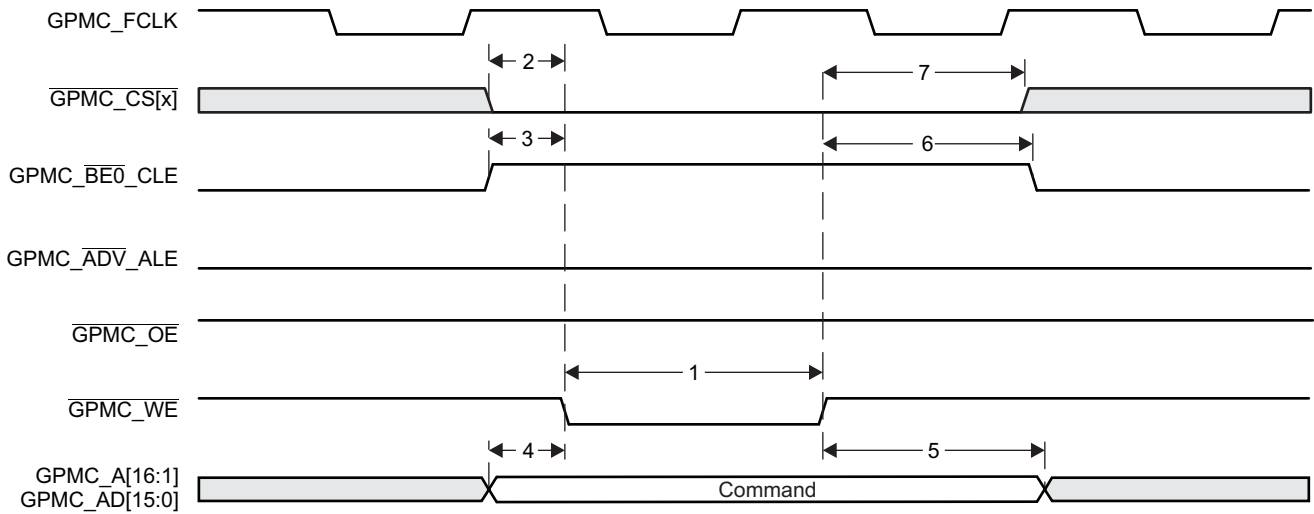 GPMC_FCLK
2
7
GPMC_CS[x]
3
6
GPMC_BE0_CLE
GPMC_ADV_ALE
GPMC_OE
1
GPMC_WE
4
5
GPMC_A[16:1]
GPMC_AD[15:0]
Command